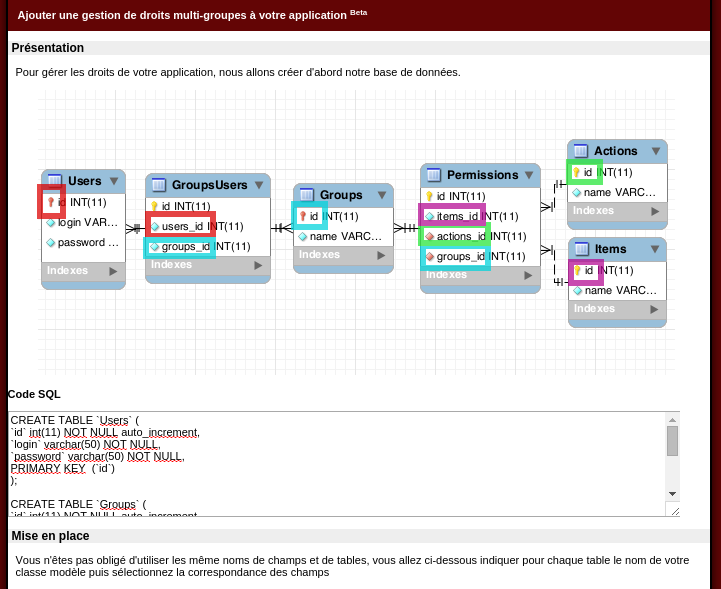 Ajouter une gestion de droits multi-groupes à votre application Beta
Présentation
Pour gérer les droits de votre application, nous allons créer d'abord notre base de données.
Users
id INT(11)
login VAR...
password ...
Indexes
GroupsUsers
id INT(11)
users_id INT(11)
groups_id INT(11)
Indexes
Groups
id INT(11)
name VARC...
Indexes
Permissions
id INT(11)
items_id INT(11)
actions_id INT(11)
groups_id INT(11)
Indexes
Actions
id INT(11)
name VARC...
Indexes
Items
id INT(11)
name VARC...
Indexes
Code SQL
CREATE TABLE `Users` (
`id` int(11) NOT NULL auto_increment,
`login` varchar(50) NOT NULL,
`password` varchar(50) NOT NULL,
PRIMARY KEY  (`id`)
);
CREATE TABLE `Groups` (
`id` int(11) NOT NULL auto_increment
Mise en place
Vous n'êtes pas obligé d'utiliser les même noms de champs et de tables, vous allez ci-dessous indiquer pour chaque table le nom de votre
classe modèle puis sélectionnez la correspondance des champs